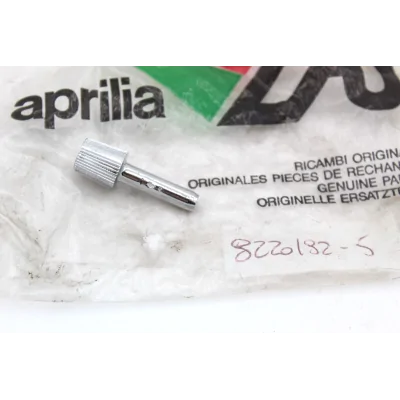 aprilia
RICAMBI ORIGIN
ORIGINALES PIECES DE RECHAN
GENUINE PA
ORIGINELLE ERSATZT
8220182-5